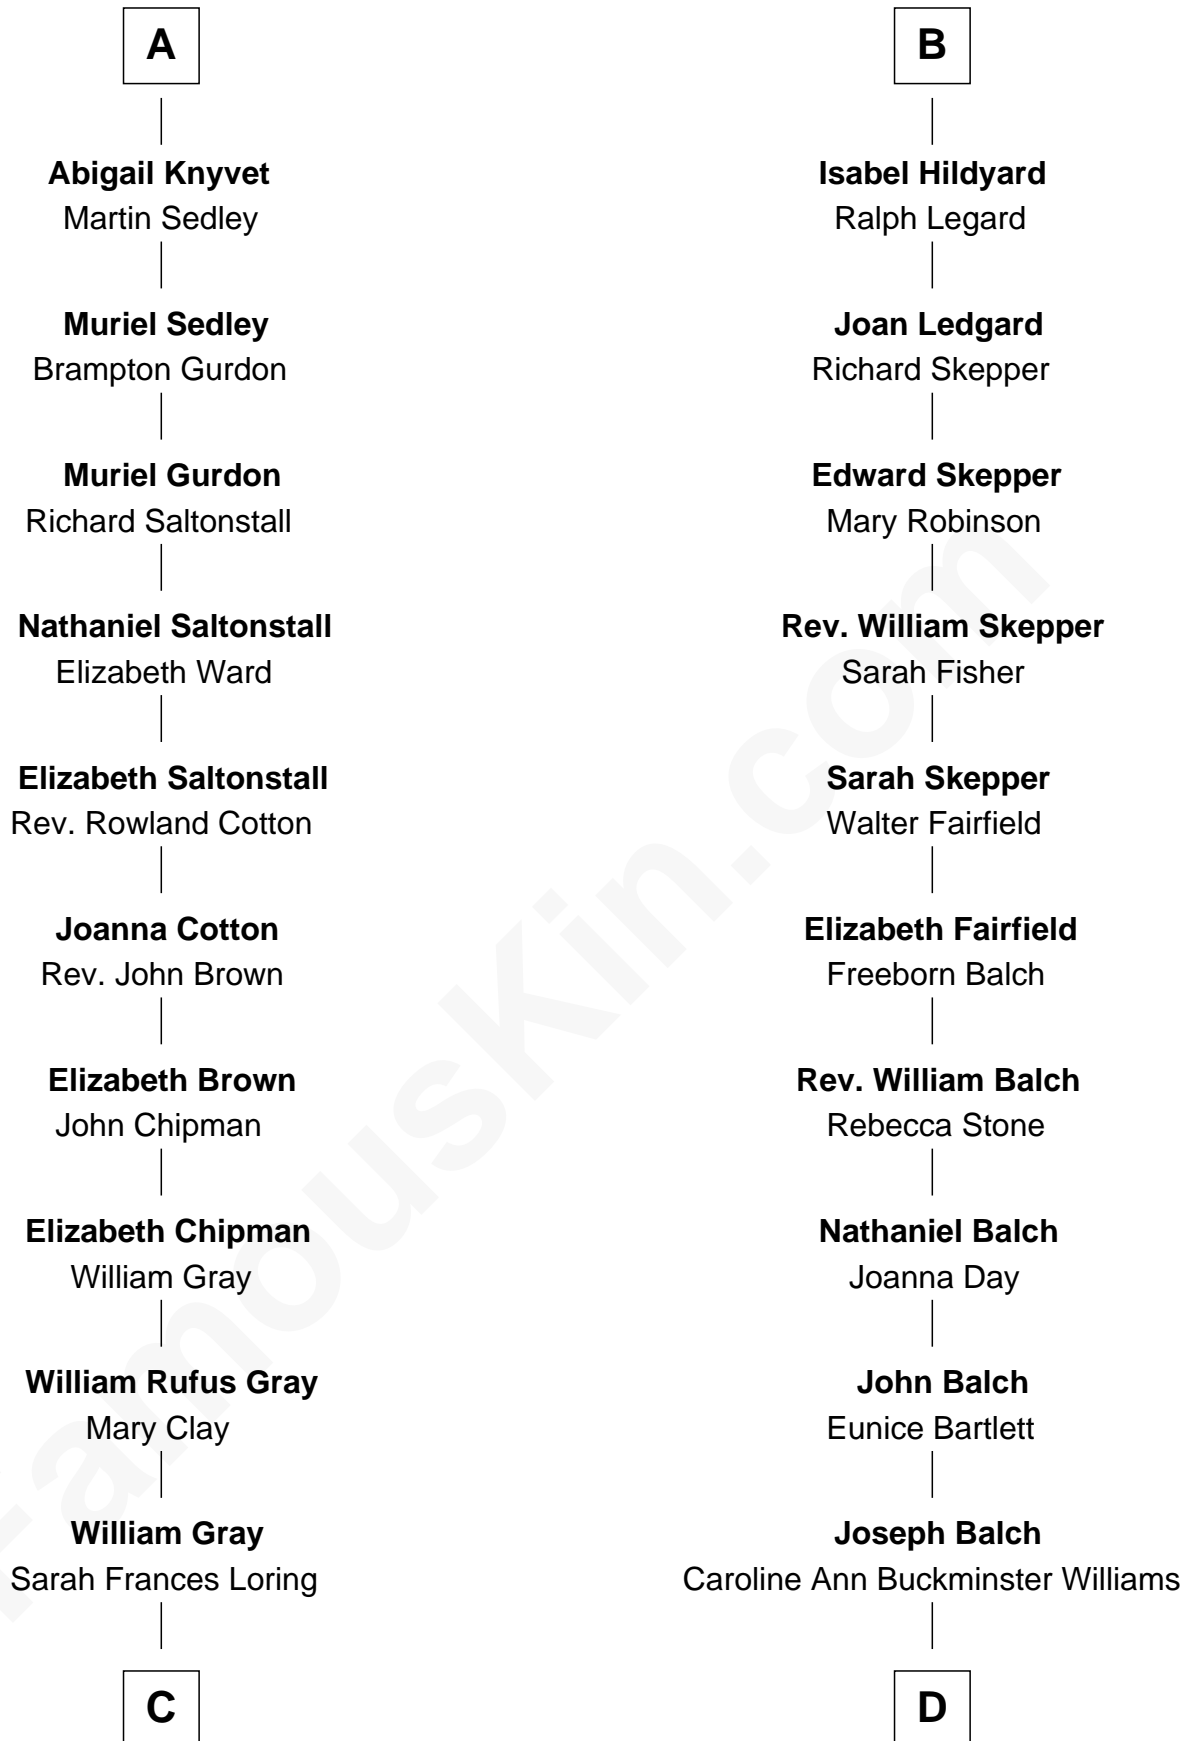 A
Abigail Knyvet
Martin Sedley
Muriel Sedley
Brampton Gurdon
Muriel Gurdon
Richard Saltonstall
Nathaniel Saltonstall
Elizabeth Ward
Elizabeth Saltonstall
Rev. Rowland Cotton
Joanna Cotton
Rev. John Brown
Elizabeth Brown
John Chipman
Elizabeth Chipman
William Gray
William Rufus Gray
Mary Clay
William Gray
Sarah Frances Loring
C
B
Isabel Hildyard
Ralph Legard
Joan Ledgard
Richard Skepper
Edward Skepper
Mary Robinson
Rev. William Skepper
Sarah Fisher
Sarah Skepper
Walter Fairfield
Elizabeth Fairfield
Freeborn Balch
Rev. William Balch
Rebecca Stone
Nathaniel Balch
Joanna Day
John Balch
Eunice Bartlett
Joseph Balch
Caroline Ann Buckminster Williams
D
FamousKin.com